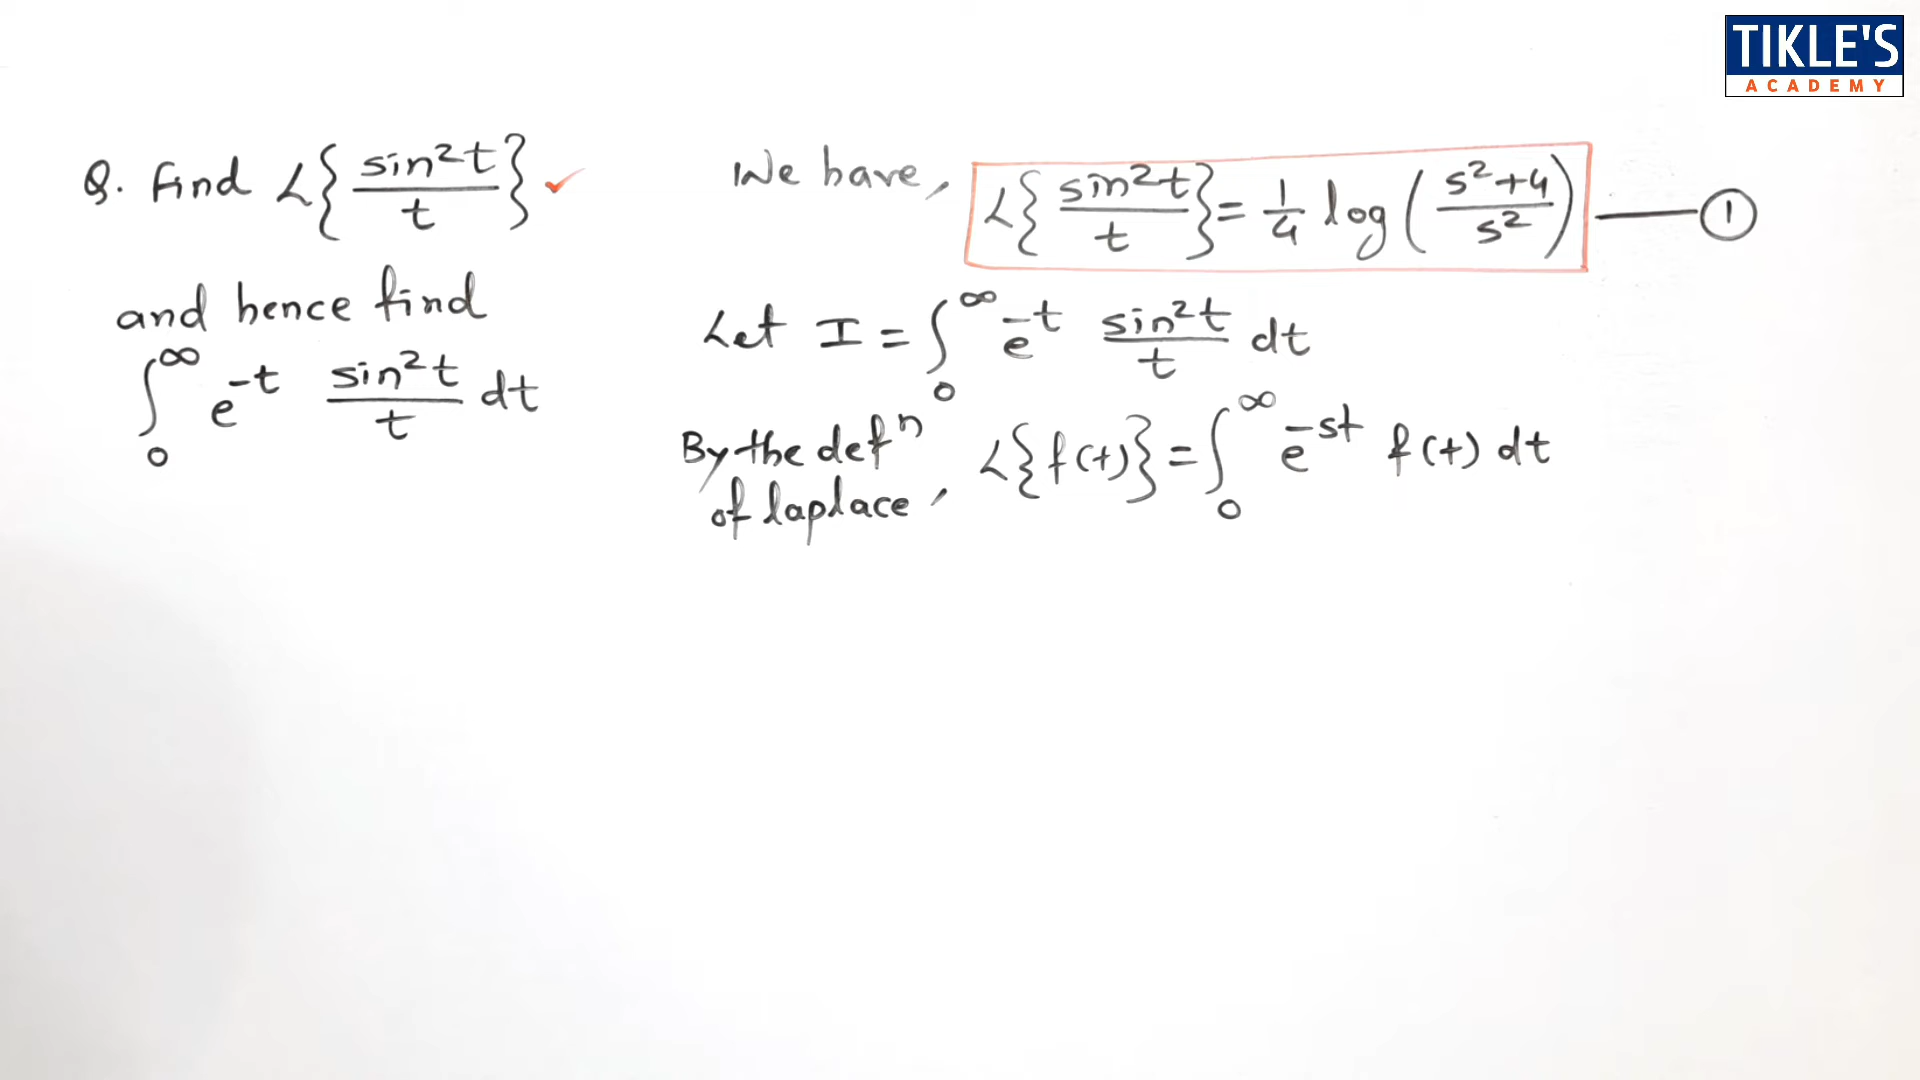 TIKLE'S
ACADEMY
Q. Find L{ sin²t / t } ✓
and hence find
∫₀^∞ e^-t sin²t / t dt
We have, L{ sin²t / t } = 1/4 log( s²+4 / s² ) —— ①
Let I = ∫₀^∞ e^-t sin²t / t dt
By the defⁿ
of laplace, L{f(t)} = ∫₀^∞ e^-st f(t) dt